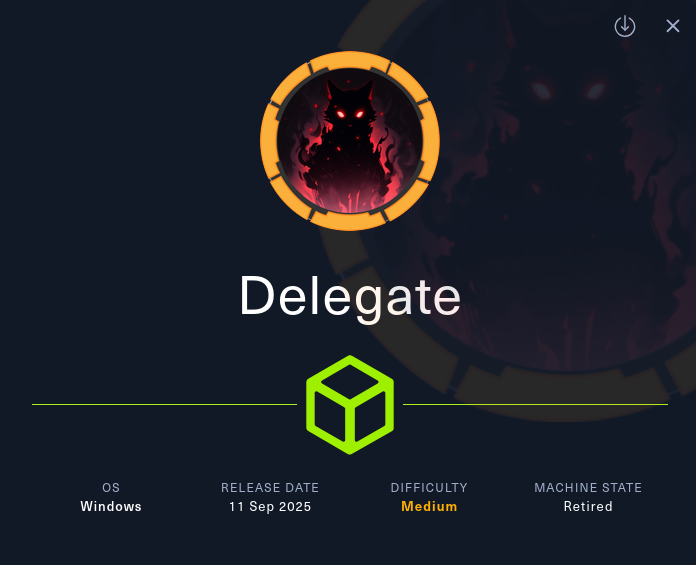 Delegate
OS
Windows
RELEASE DATE
11 Sep 2025
DIFFICULTY
Medium
MACHINE STATE
Retired